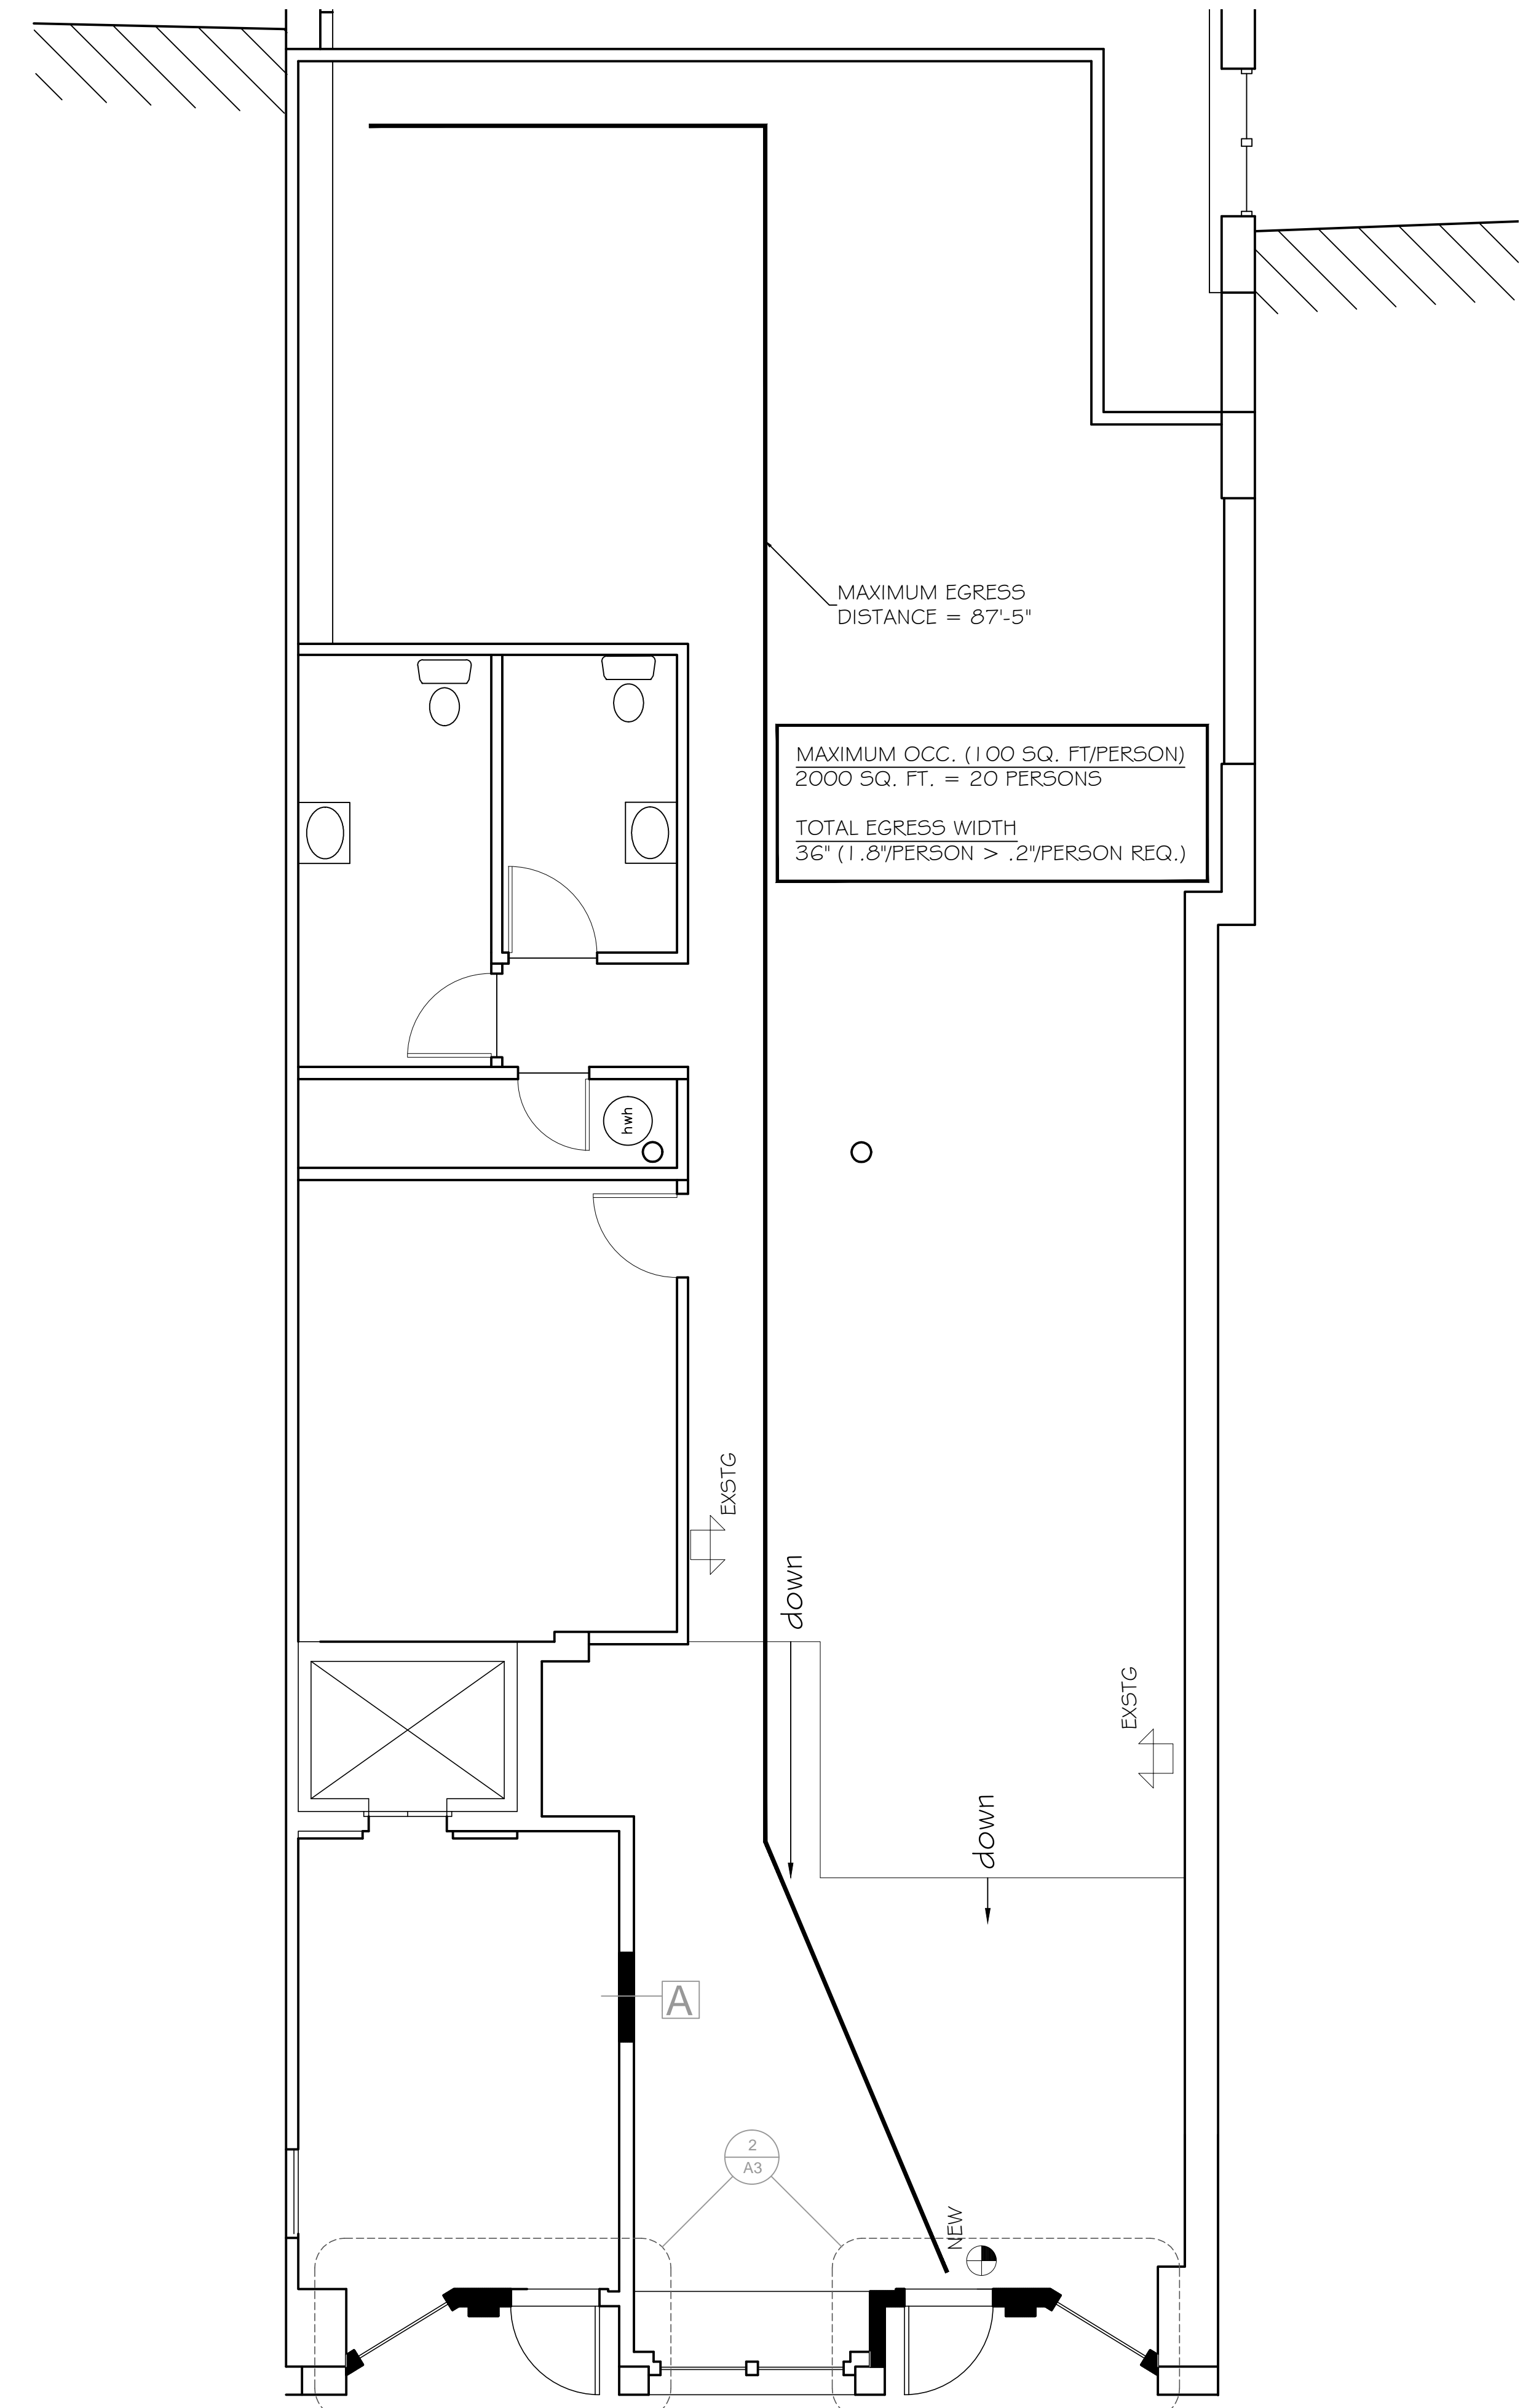 MAXIMUM EGRESS
DISTANCE = 87'-5"
MAXIMUM OCC. (100 SQ. FT/PERSON)
2000 SQ. FT. = 20 PERSONS
TOTAL EGRESS WIDTH
36" (1.8"/PERSON > .2"/PERSON REQ.)
hwh
EXSTG
down
EXSTG
down
A
2
A3
NEW